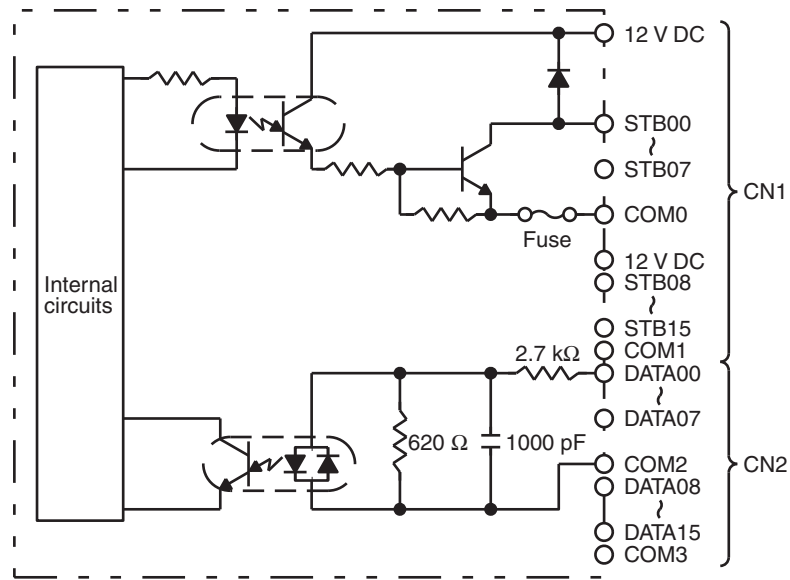 12 V DC
STB00
~
STB07
CN1
COM0
Fuse
12 V DC
STB08
~
STB15
COM1
Internal
circuits
2.7 kΩ
DATA00
~
DATA07
620 Ω
1000 pF
COM2
CN2
DATA08
~
DATA15
COM3